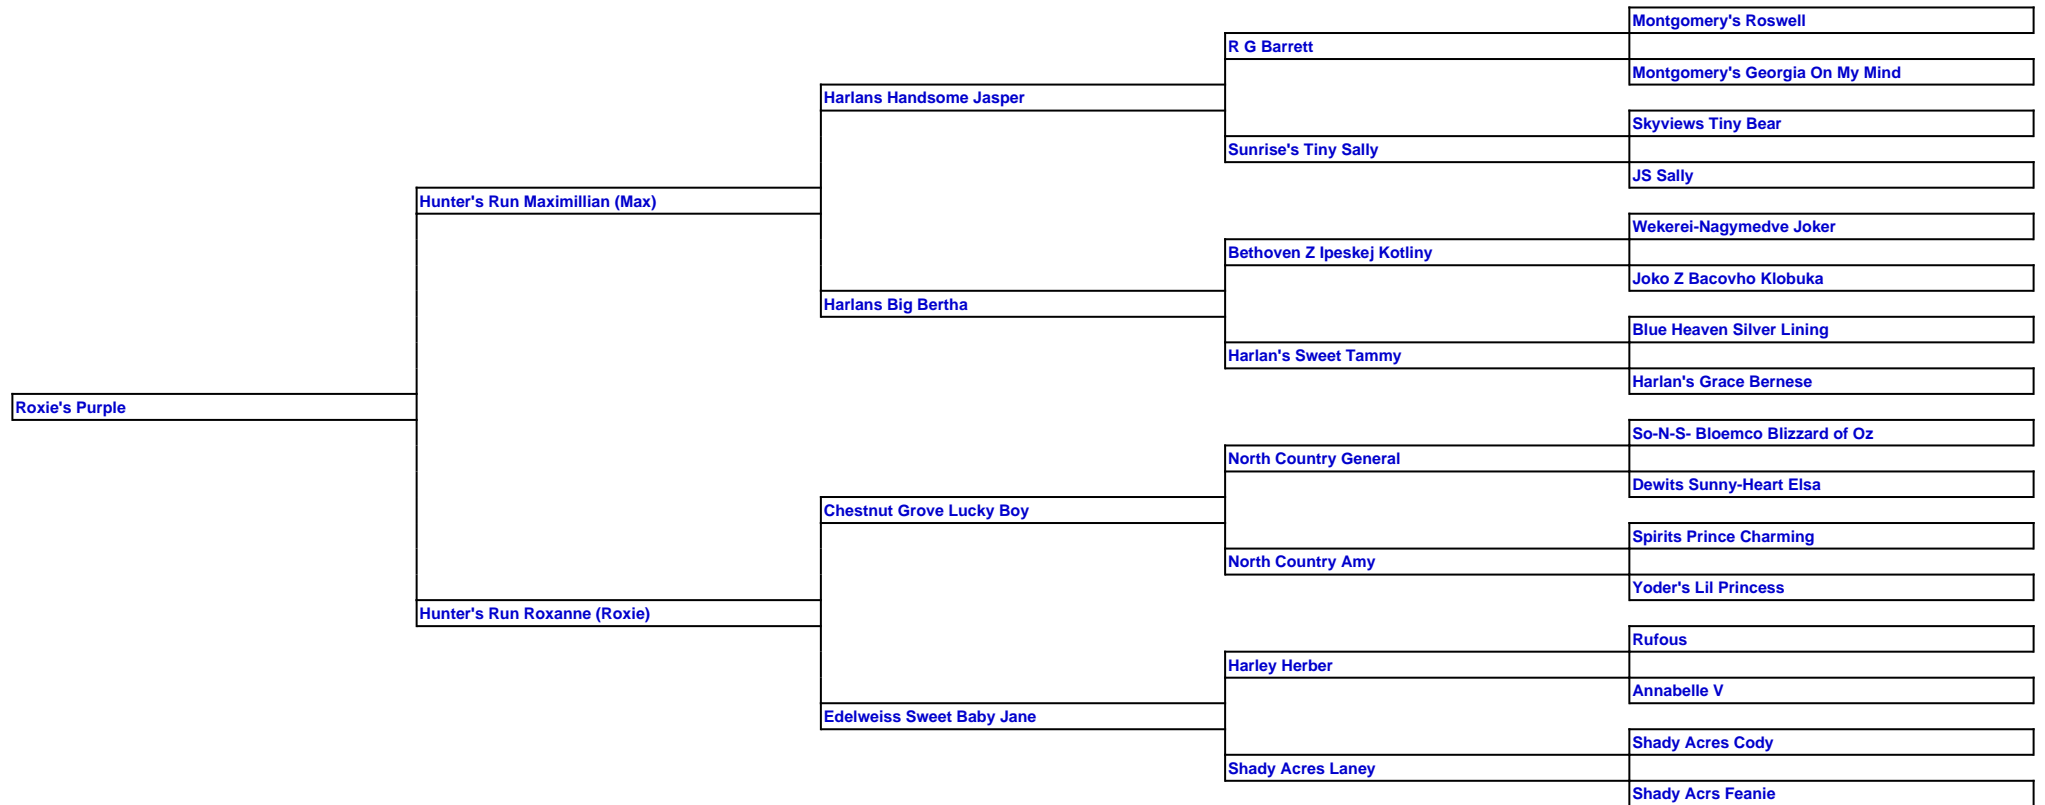 Montgomery's Roswell
R G Barrett
Montgomery's Georgia On My Mind
Harlans Handsome Jasper
Skyviews Tiny Bear
Sunrise's Tiny Sally
JS Sally
Hunter's Run Maximillian (Max)
Wekerei-Nagymedve Joker
Bethoven Z Ipeskej Kotliny
Joko Z Bacovho Klobuka
Harlans Big Bertha
Blue Heaven Silver Lining
Harlan's Sweet Tammy
Harlan's Grace Bernese
Roxie's Purple
So-N-S- Bloemco Blizzard of Oz
North Country General
Dewits Sunny-Heart Elsa
Chestnut Grove Lucky Boy
Spirits Prince Charming
North Country Amy
Yoder's Lil Princess
Hunter's Run Roxanne (Roxie)
Rufous
Harley Herber
Annabelle V
Edelweiss Sweet Baby Jane
Shady Acres Cody
Shady Acres Laney
Shady Acrs Feanie